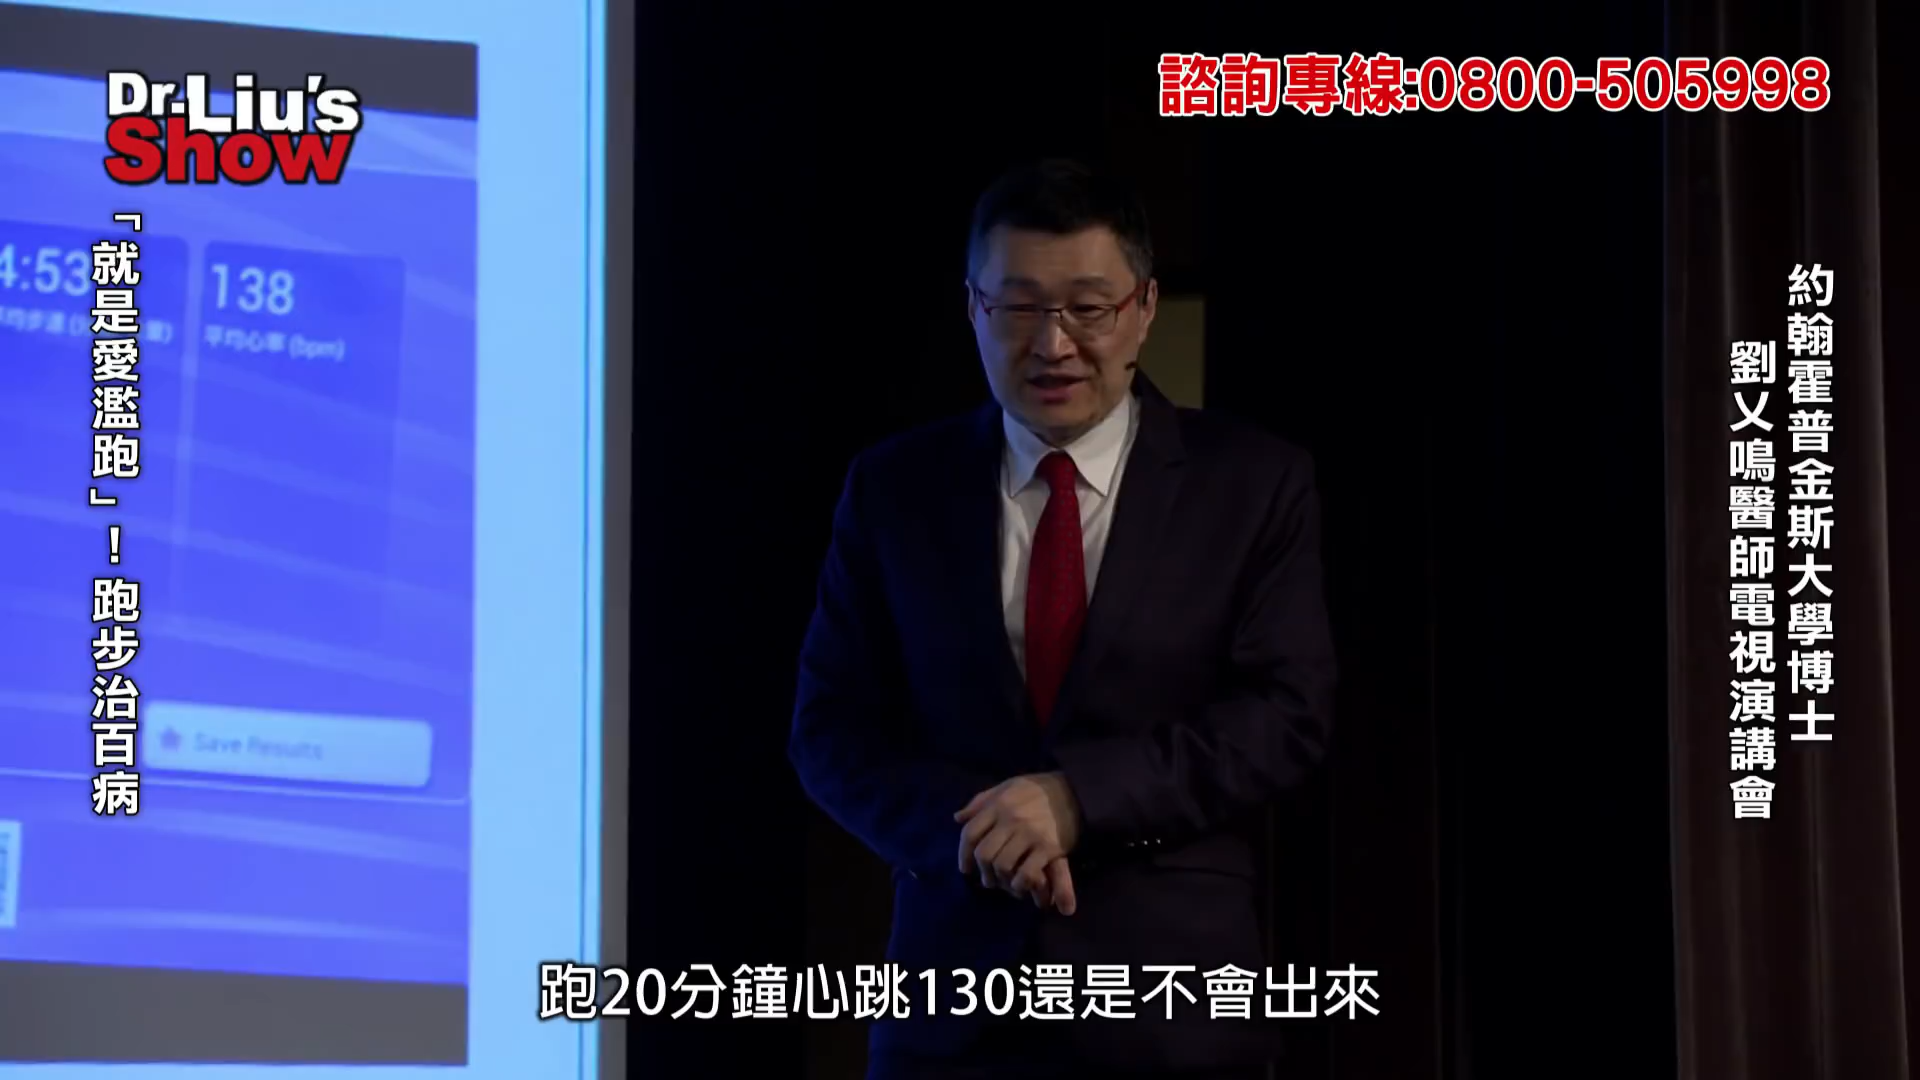 Dr.Liu's
Show
諮詢專線:0800-505998
「就是愛濫跑」！跑步治百病
約翰霍普金斯大學博士
劉乂鳴醫師電視演講會
4:53
138
平均心率 (bpm)
Save Results
跑20分鐘心跳130還是不會出來